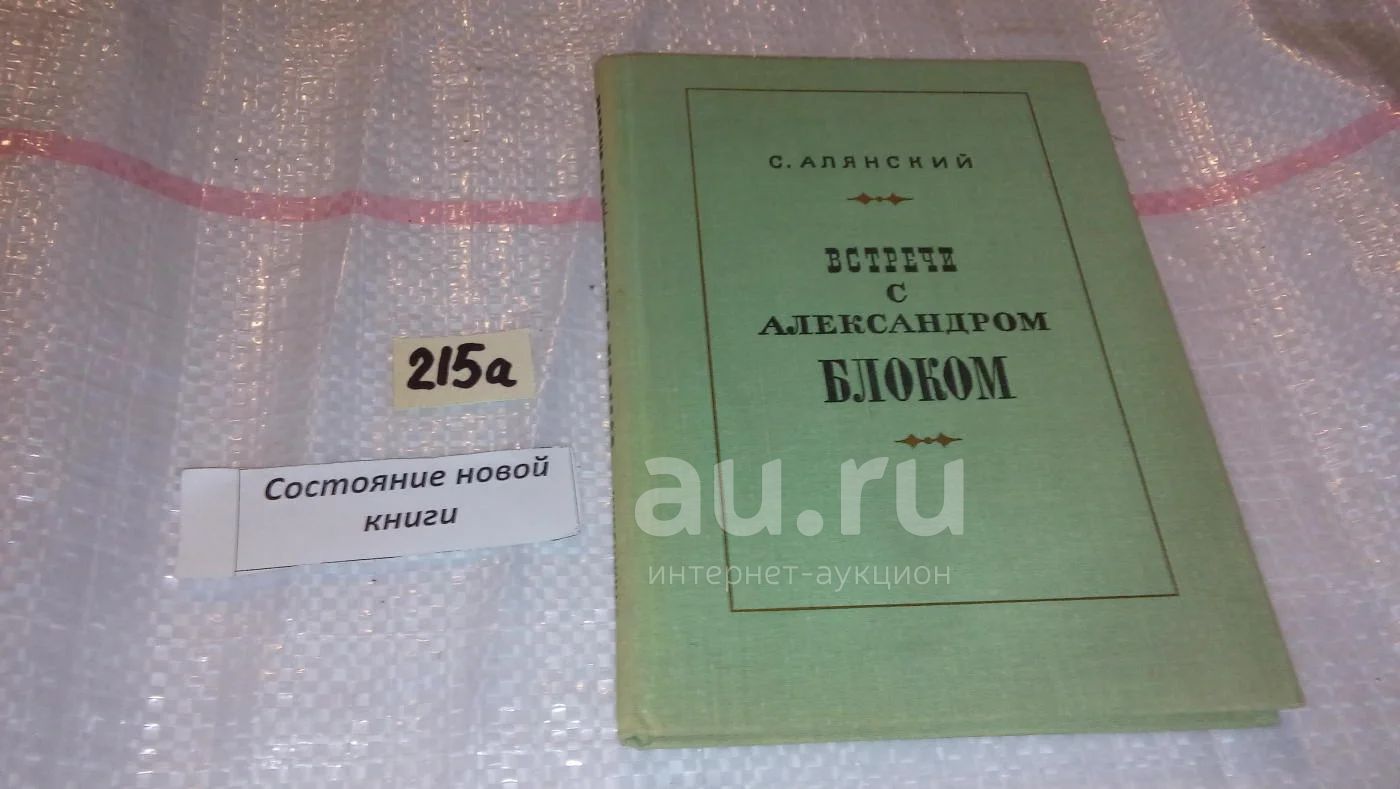 С. АЛЯНСКИЙ
ВСТРЕЧИ
С
АЛЕКСАНДРОМ
БЛОКОМ
215а
Состояние новой
книги
au.ru
интернет-аукцион